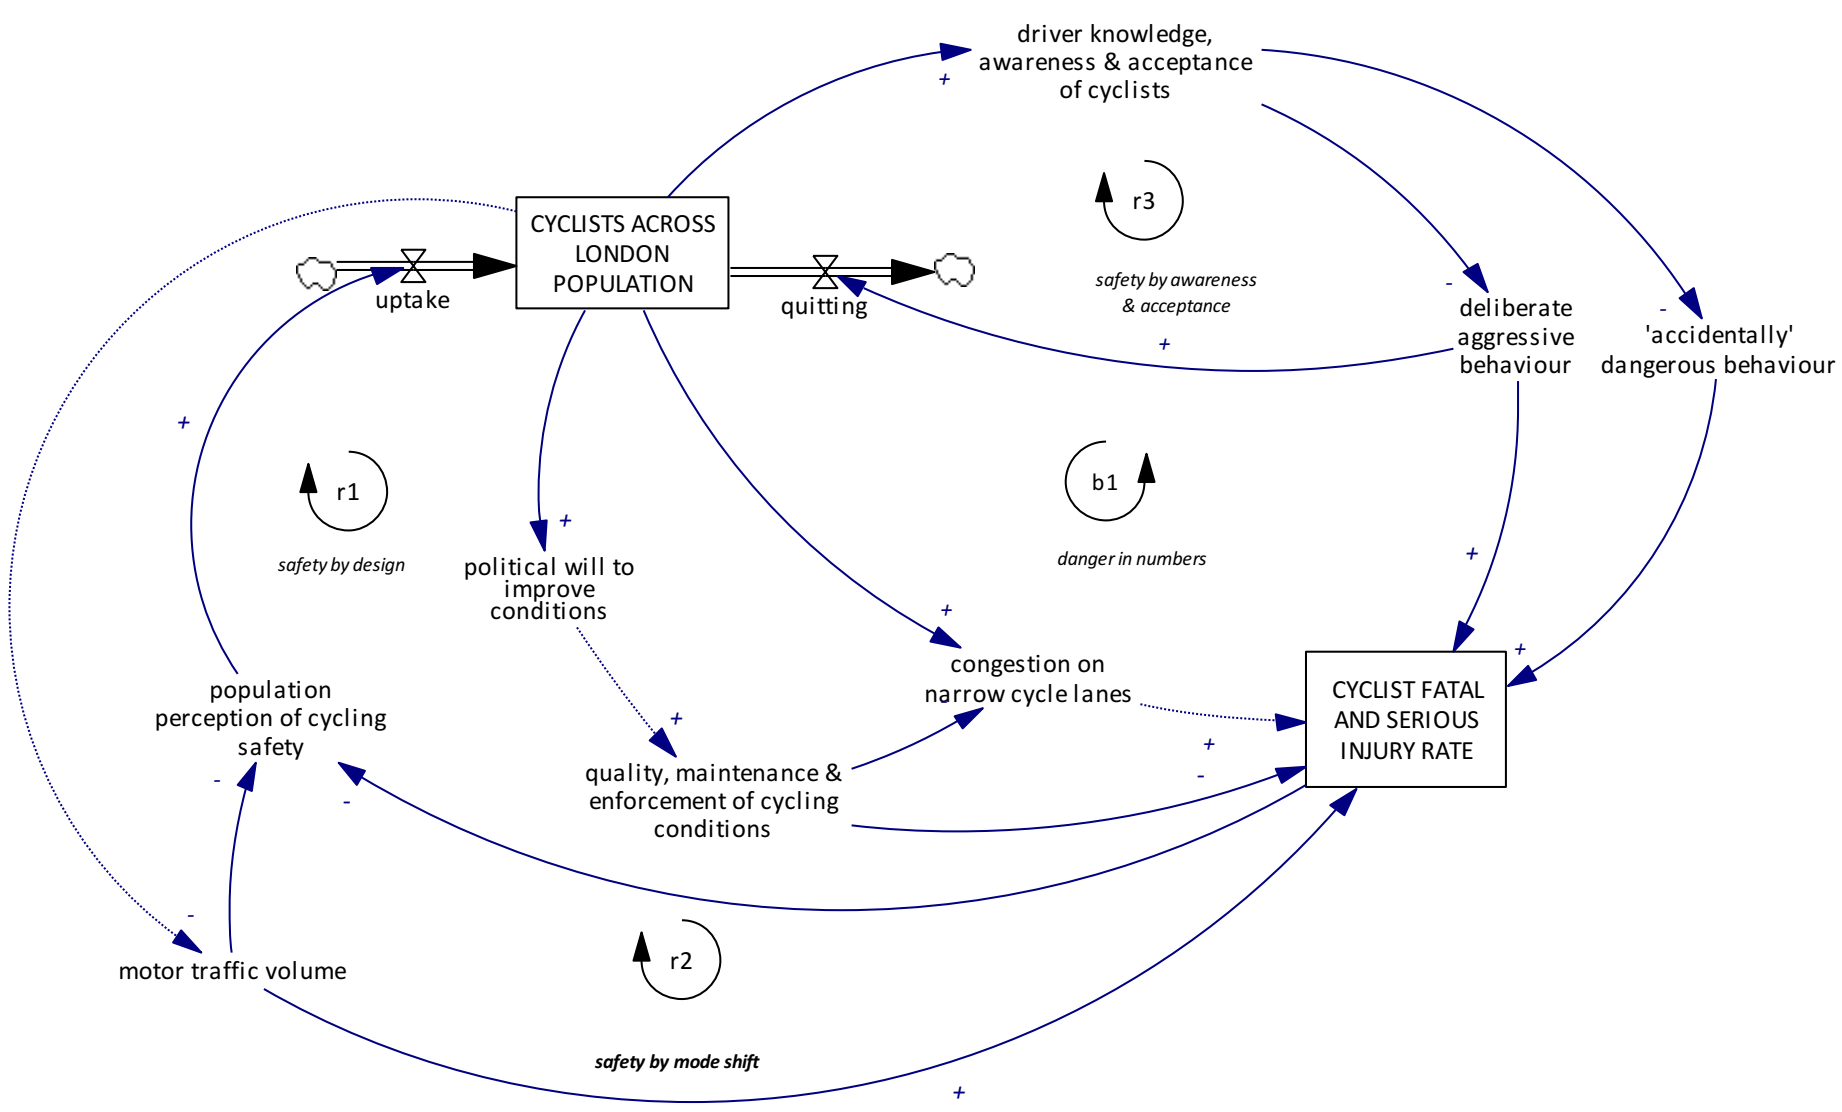 driver knowledge,
awareness & acceptance
of cyclists
+
r3
CYCLISTS ACROSS
LONDON
POPULATION
uptake
quitting
safety by awareness
& acceptance
-
deliberate
aggressive
behaviour
-
'accidentally'
dangerous behaviour
+
+
r1
safety by design
b1
danger in numbers
+
political will to
improve
conditions
+
+
+
congestion on
narrow cycle lanes
-
+
population
perception of cycling
safety
CYCLIST FATAL
AND SERIOUS
INJURY RATE
+
+
-
quality, maintenance &
enforcement of cycling
conditions
-
-
-
motor traffic volume
r2
safety by mode shift
+